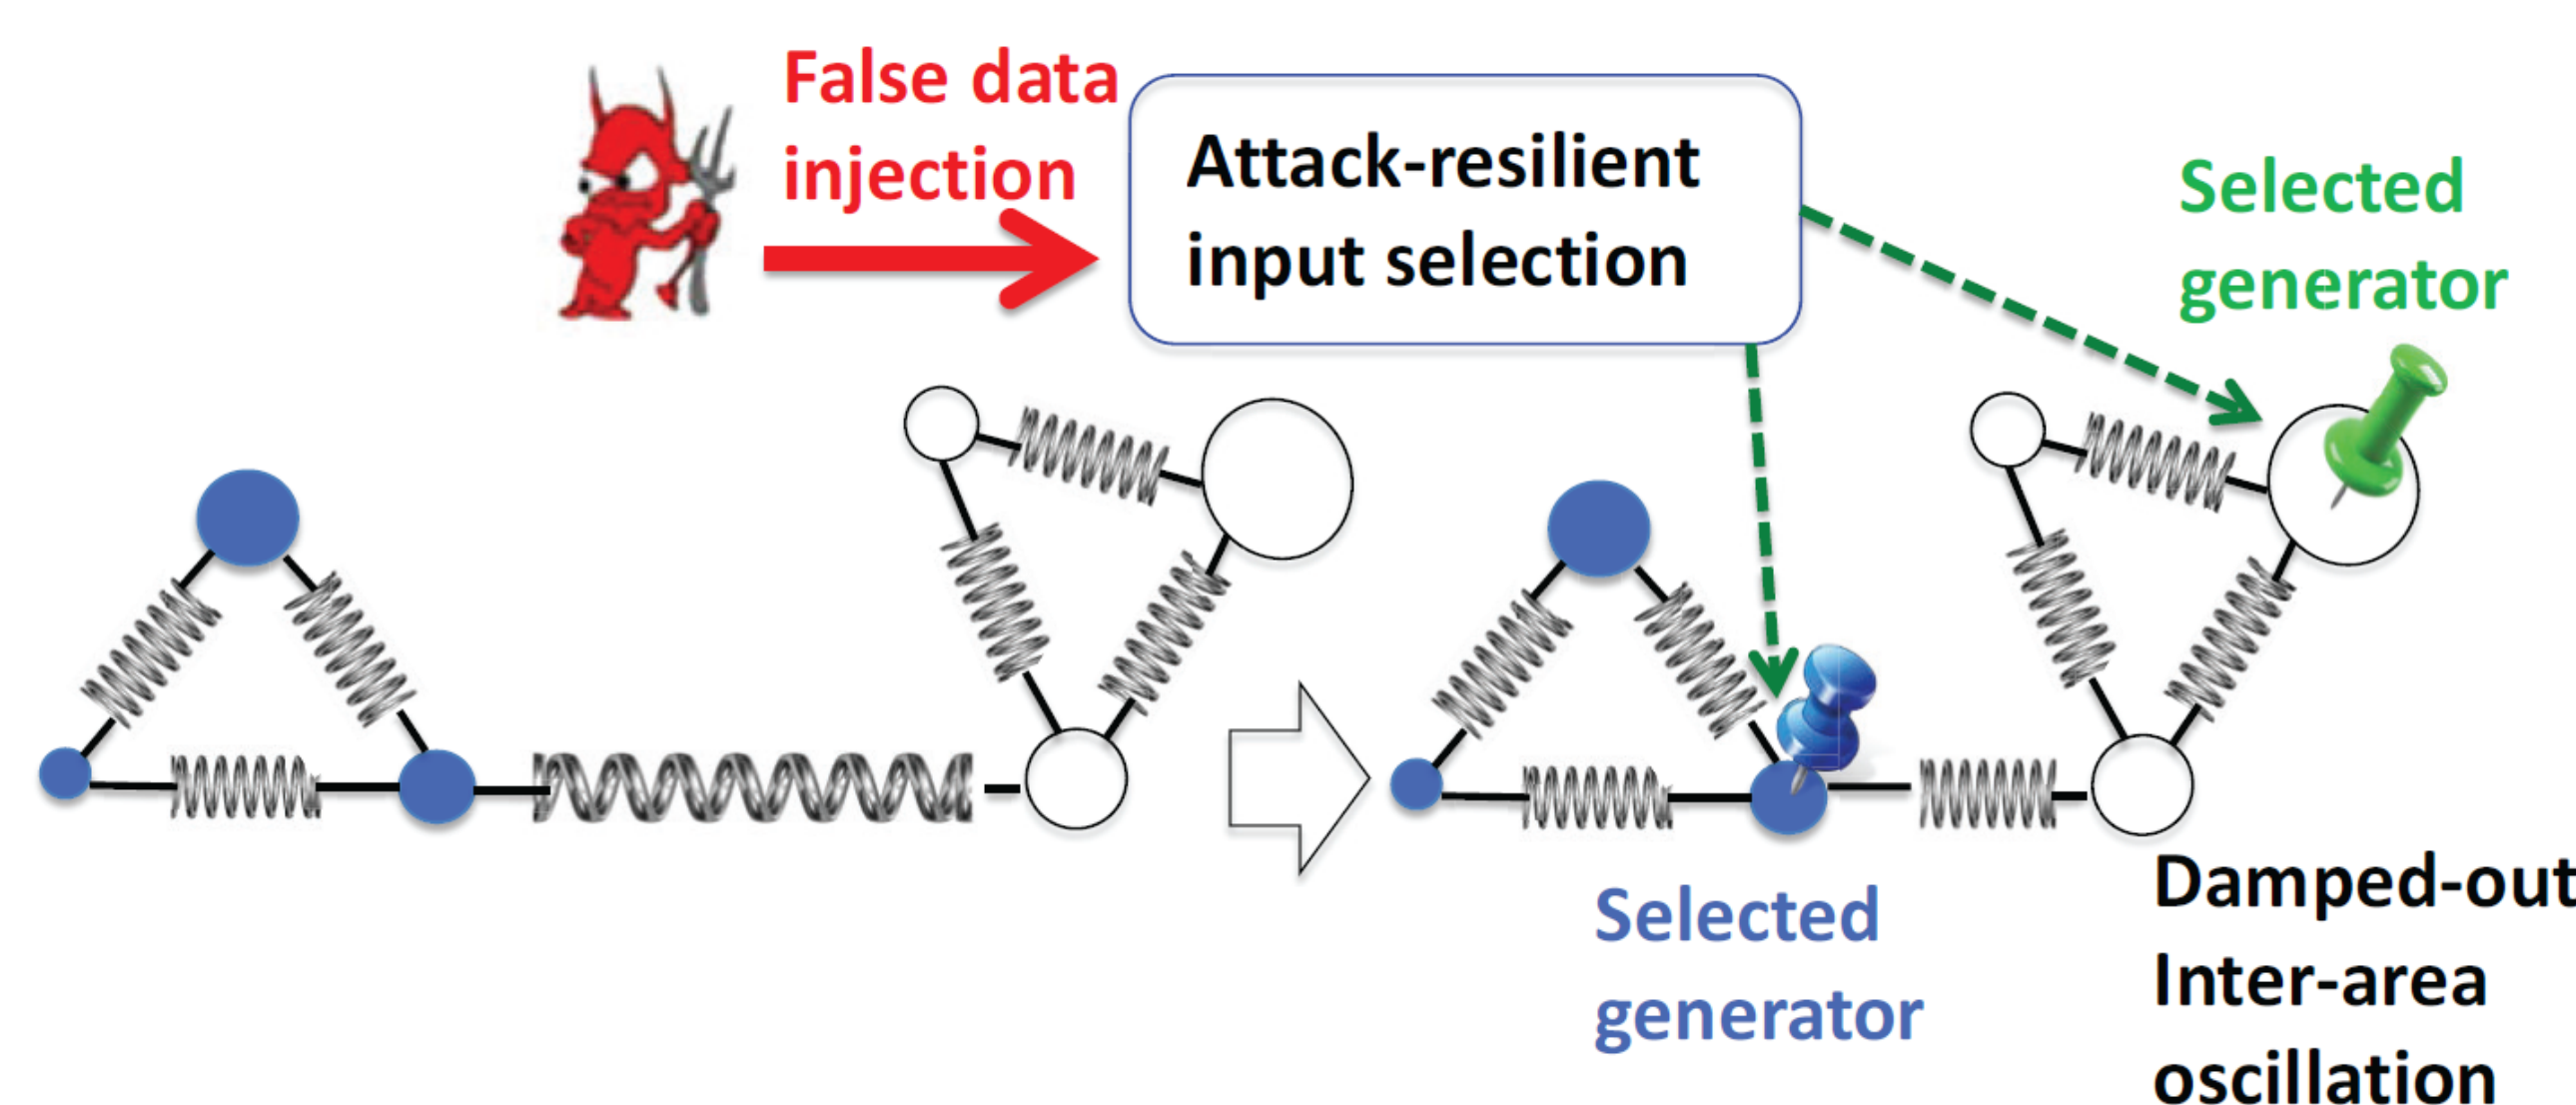 False data
injection
Attack-resilient
input selection
Selected
generator
Selected
generator
Damped-out
Inter-area
oscillation